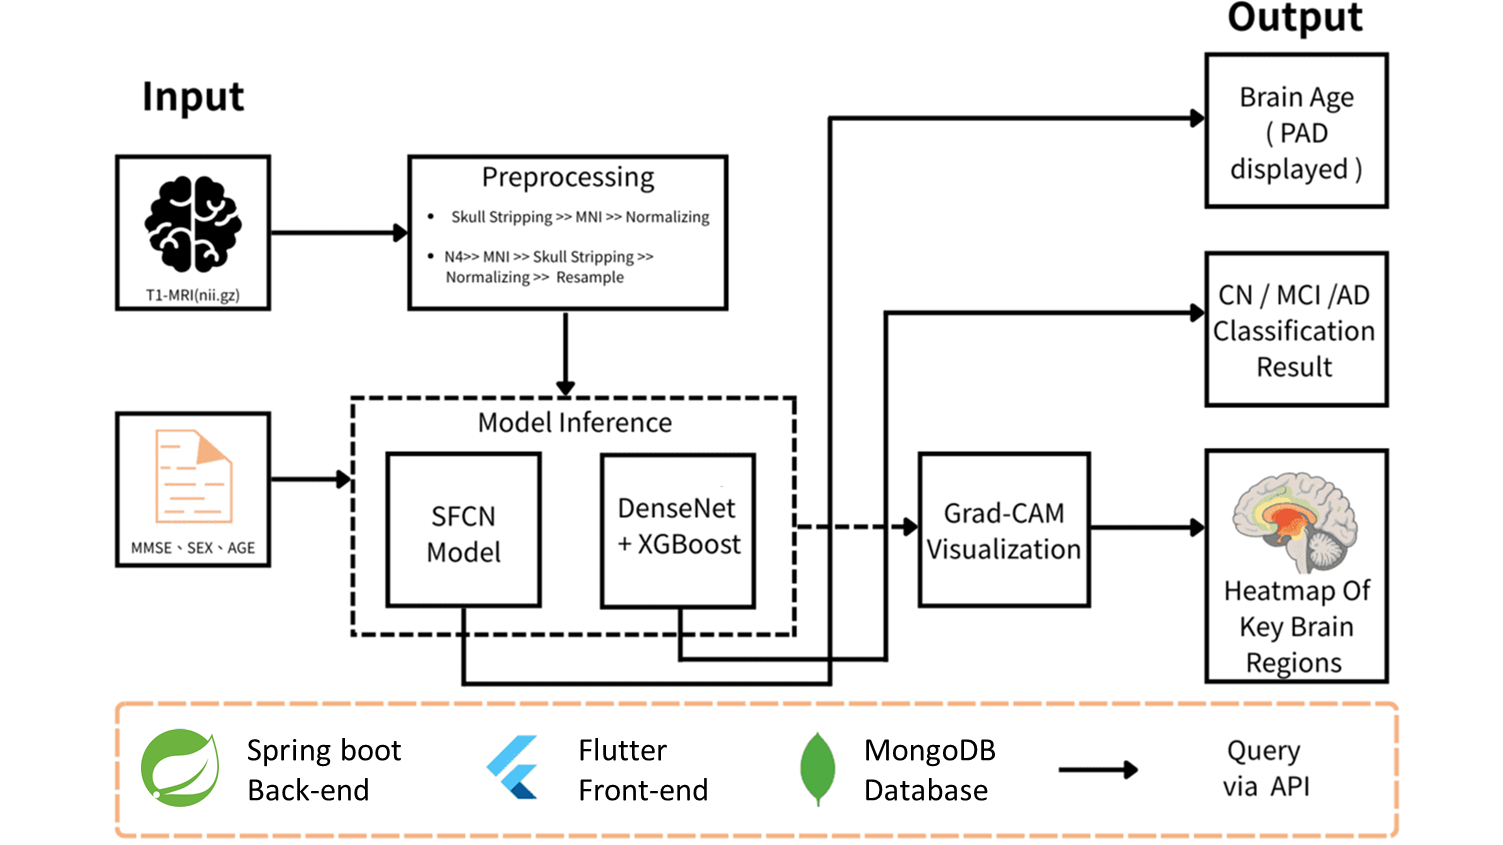 Input
T1-MRI(nii.gz)
MMSE、SEX、AGE
Preprocessing
• Skull Stripping >> MNI >> Normalizing
• N4>> MNI >> Skull Stripping >>
Normalizing >> Resample
Model Inference
SFCN
Model
DenseNet
+ XGBoost
Grad-CAM
Visualization
Output
Brain Age
( PAD
displayed )
CN / MCI /AD
Classification
Result
Heatmap Of
Key Brain
Regions
Spring boot
Back-end
Flutter
Front-end
MongoDB
Database
Query
via API